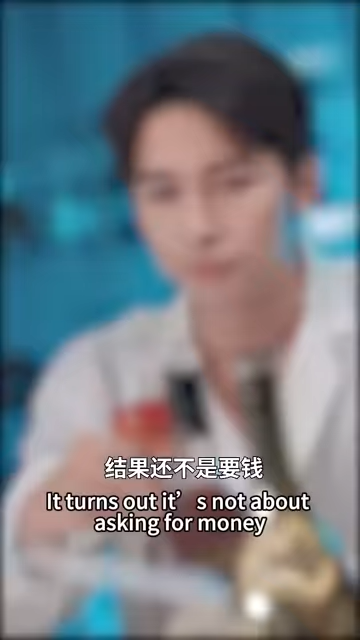 结果还不是要钱
It turns out it’s not about
asking for money